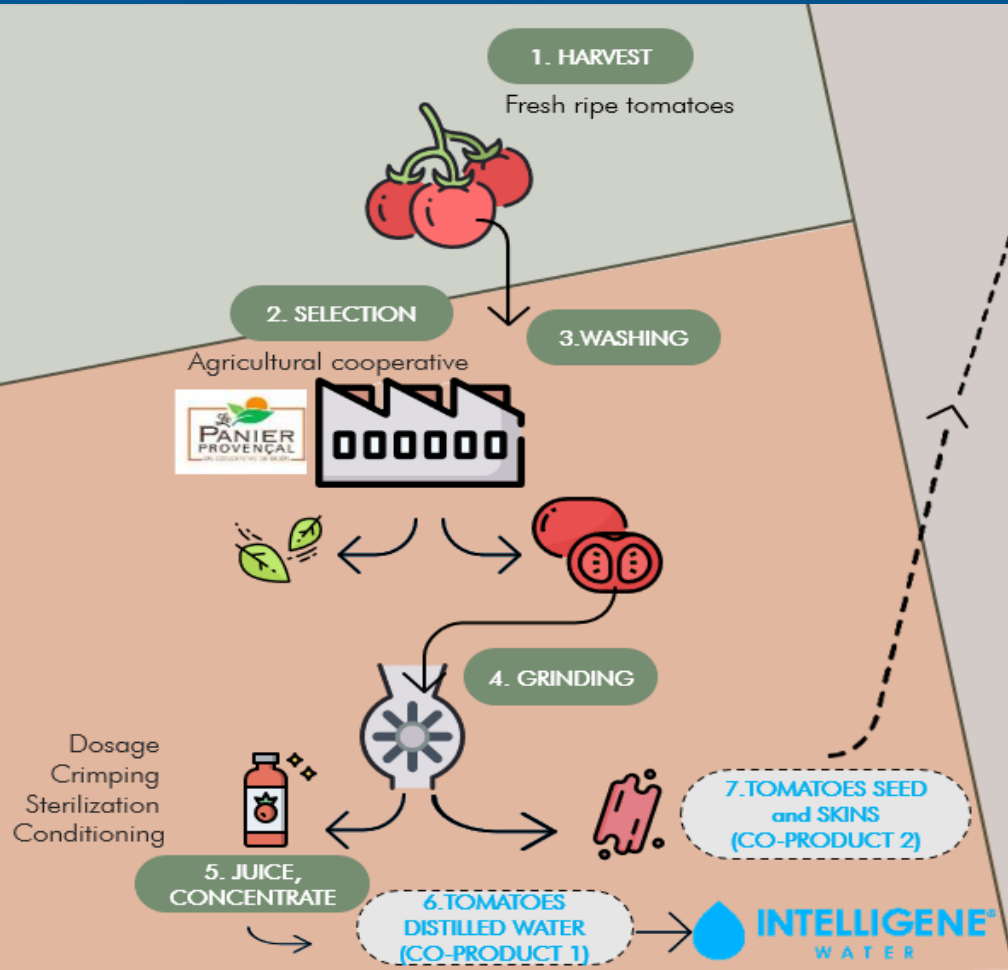 1. HARVEST
Fresh ripe tomatoes
2. SELECTION
3.WASHING
Agricultural cooperative
Le
PANIER
PROVENÇAL
4. GRINDING
Dosage
Crimping
Sterilization
Conditioning
7.TOMATOES SEED
and SKINS
(CO-PRODUCT 2)
5. JUICE,
CONCENTRATE
6.TOMATOES
DISTILLED WATER
(CO-PRODUCT 1)
INTELLIGENE®
WATER